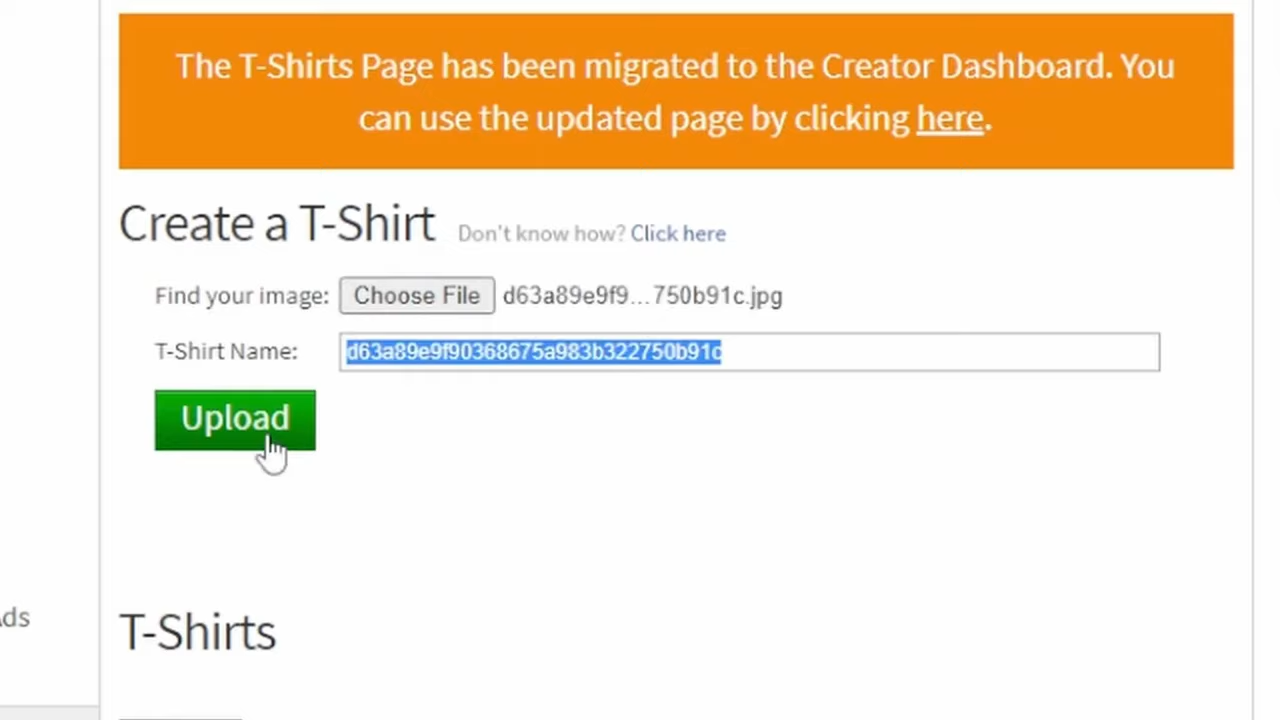 The T-Shirts Page has been migrated to the Creator Dashboard. You
can use the updated page by clicking here.
Create a T-Shirt Don't know how? Click here
Find your image: Choose File d63a89e9f9...750b91c.jpg
T-Shirt Name: d63a89e9f90368675a983b322750b91c
Upload
T-Shirts